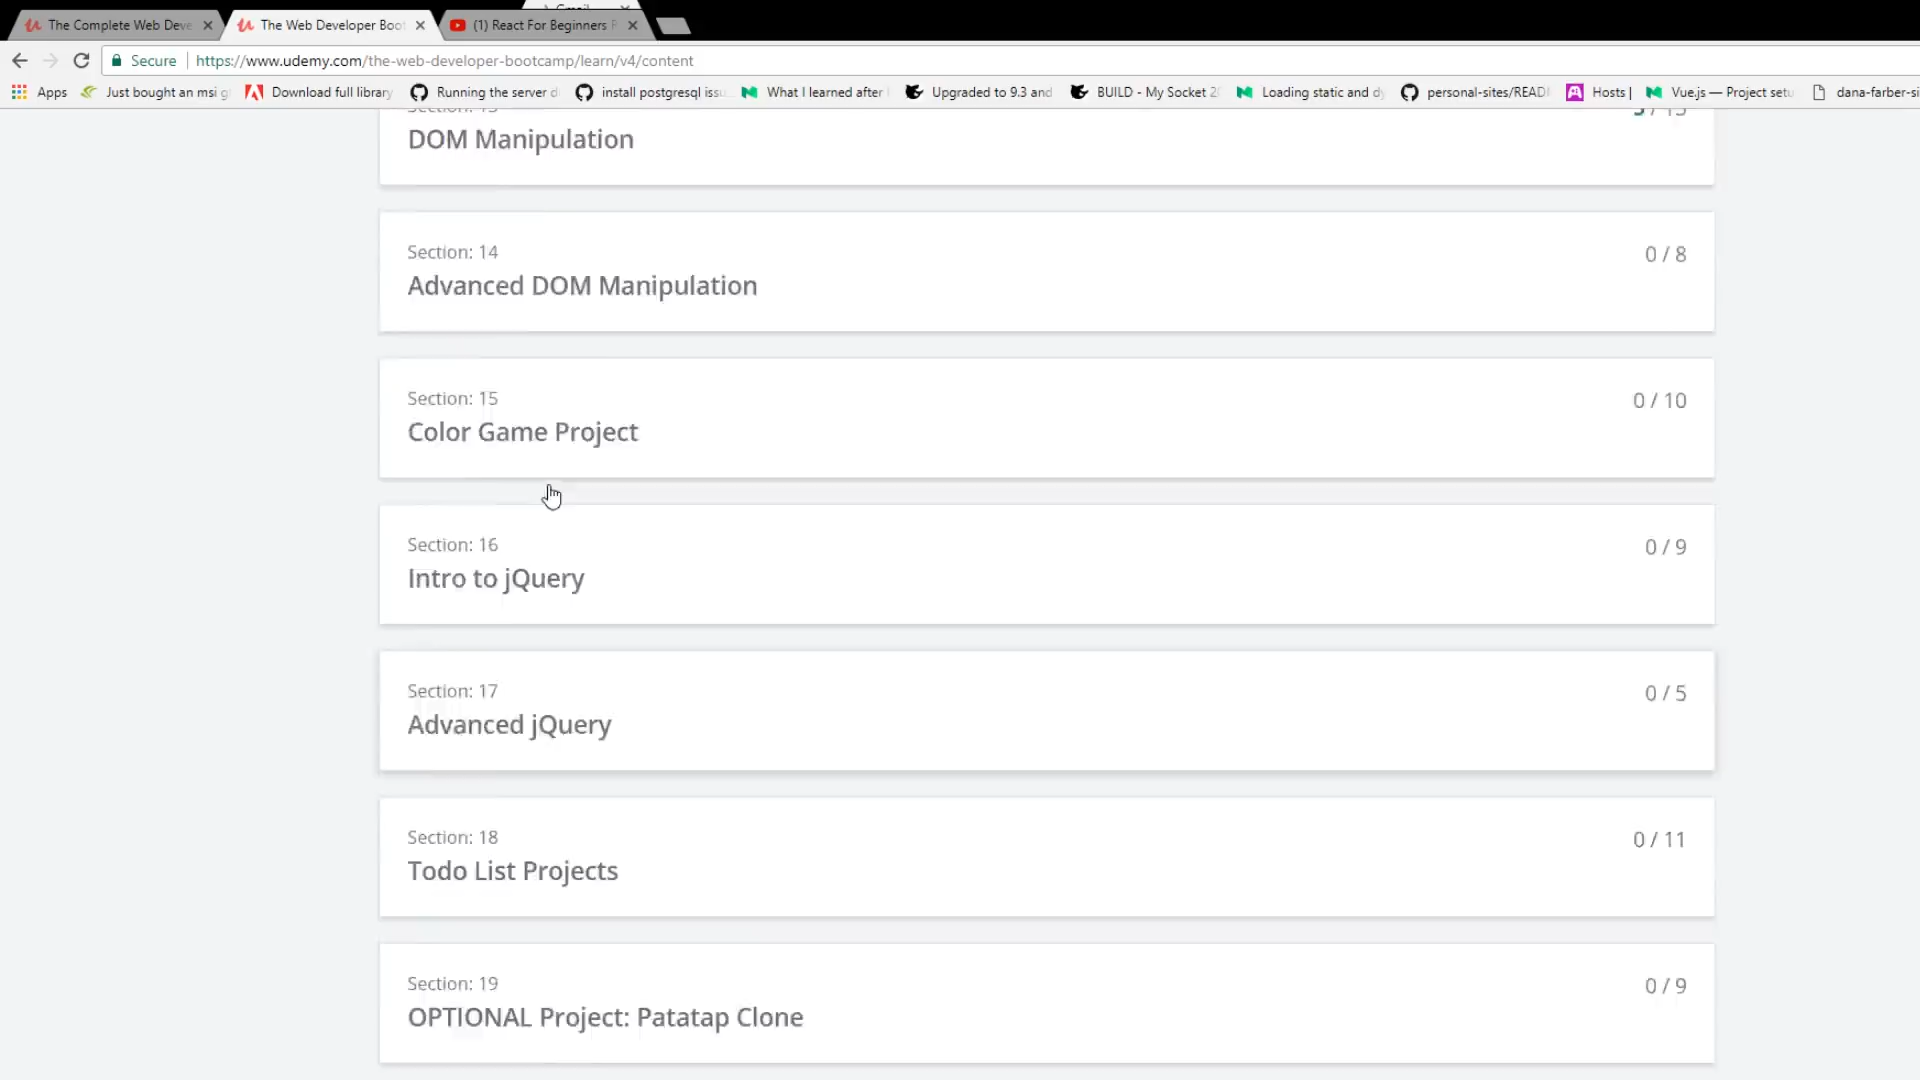 Gmail
The Complete Web Deve
The Web Developer Boot
(1) React For Beginners P
Secure
https://www.udemy.com/the-web-developer-bootcamp/learn/v4/content
Apps
Just bought an msi g
Download full library
Running the server d
install postgresql issu
What I learned after
Upgraded to 9.3 and
BUILD - My Socket 2
Loading static and dy
personal-sites/READ
Hosts |
Vue.js — Project setu
dana-farber-si
DOM Manipulation
Section: 14
0 / 8
Advanced DOM Manipulation
Section: 15
0 / 10
Color Game Project
Section: 16
0 / 9
Intro to jQuery
Section: 17
0 / 5
Advanced jQuery
Section: 18
0 / 11
Todo List Projects
Section: 19
0 / 9
OPTIONAL Project: Patatap Clone